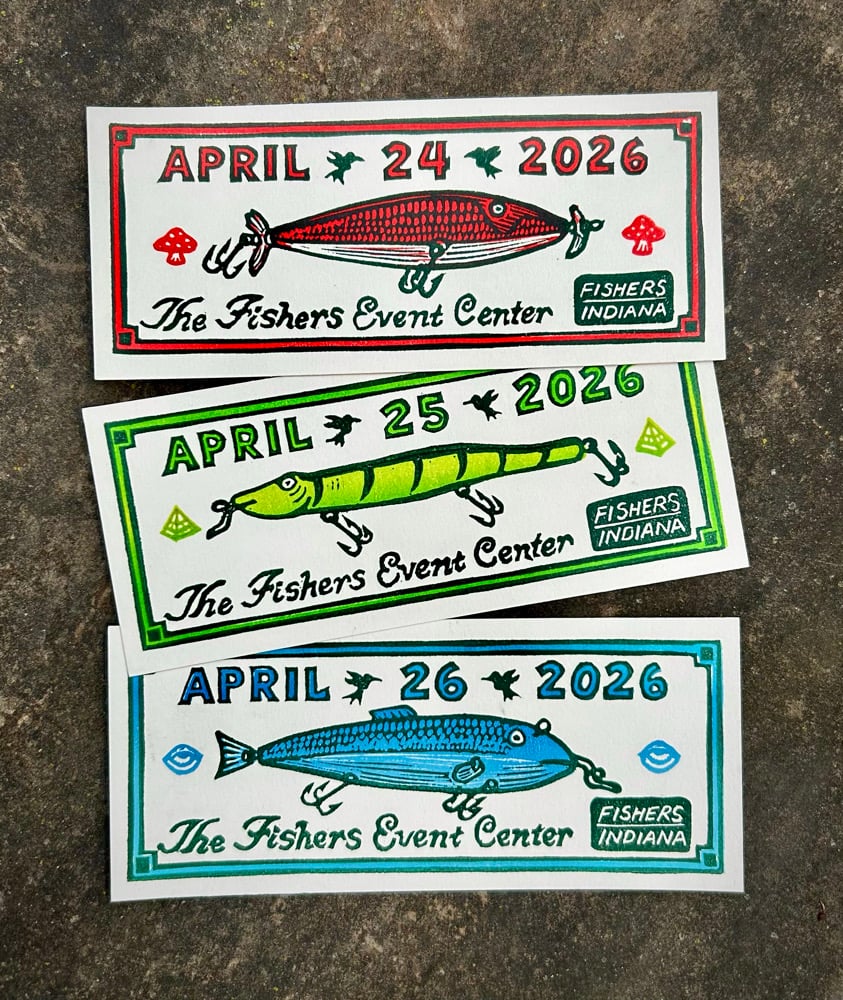 APRIL 24 2026
The Fishers Event Center
FISHERS
INDIANA
APRIL 25 2026
The Fishers Event Center
FISHERS
INDIANA
APRIL 26 2026
The Fishers Event Center
FISHERS
INDIANA